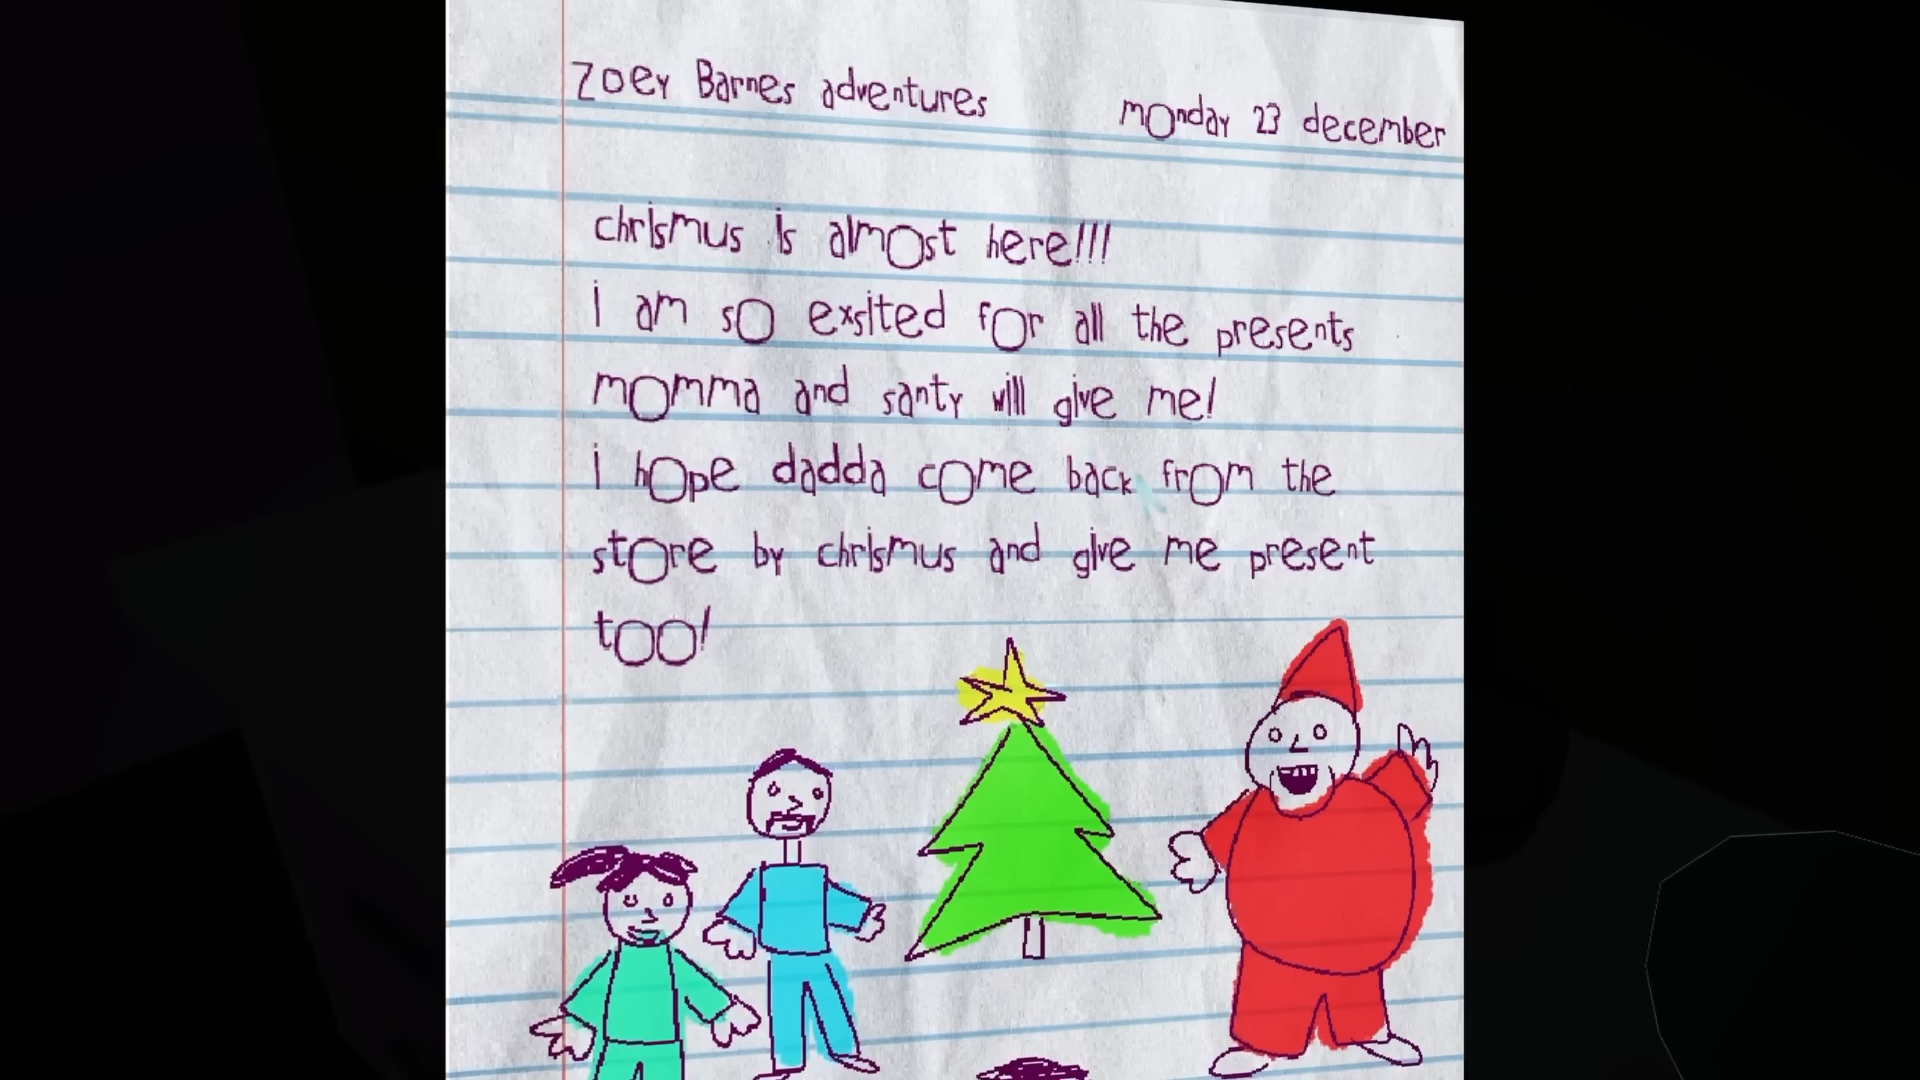 Zoey Barnes adventures monday 23 december
chrismus is almost here!!!
i am so exsited for all the presents
momma and santy will give me!
i hope dadda come back from the
store by chrismus and give me present
too!